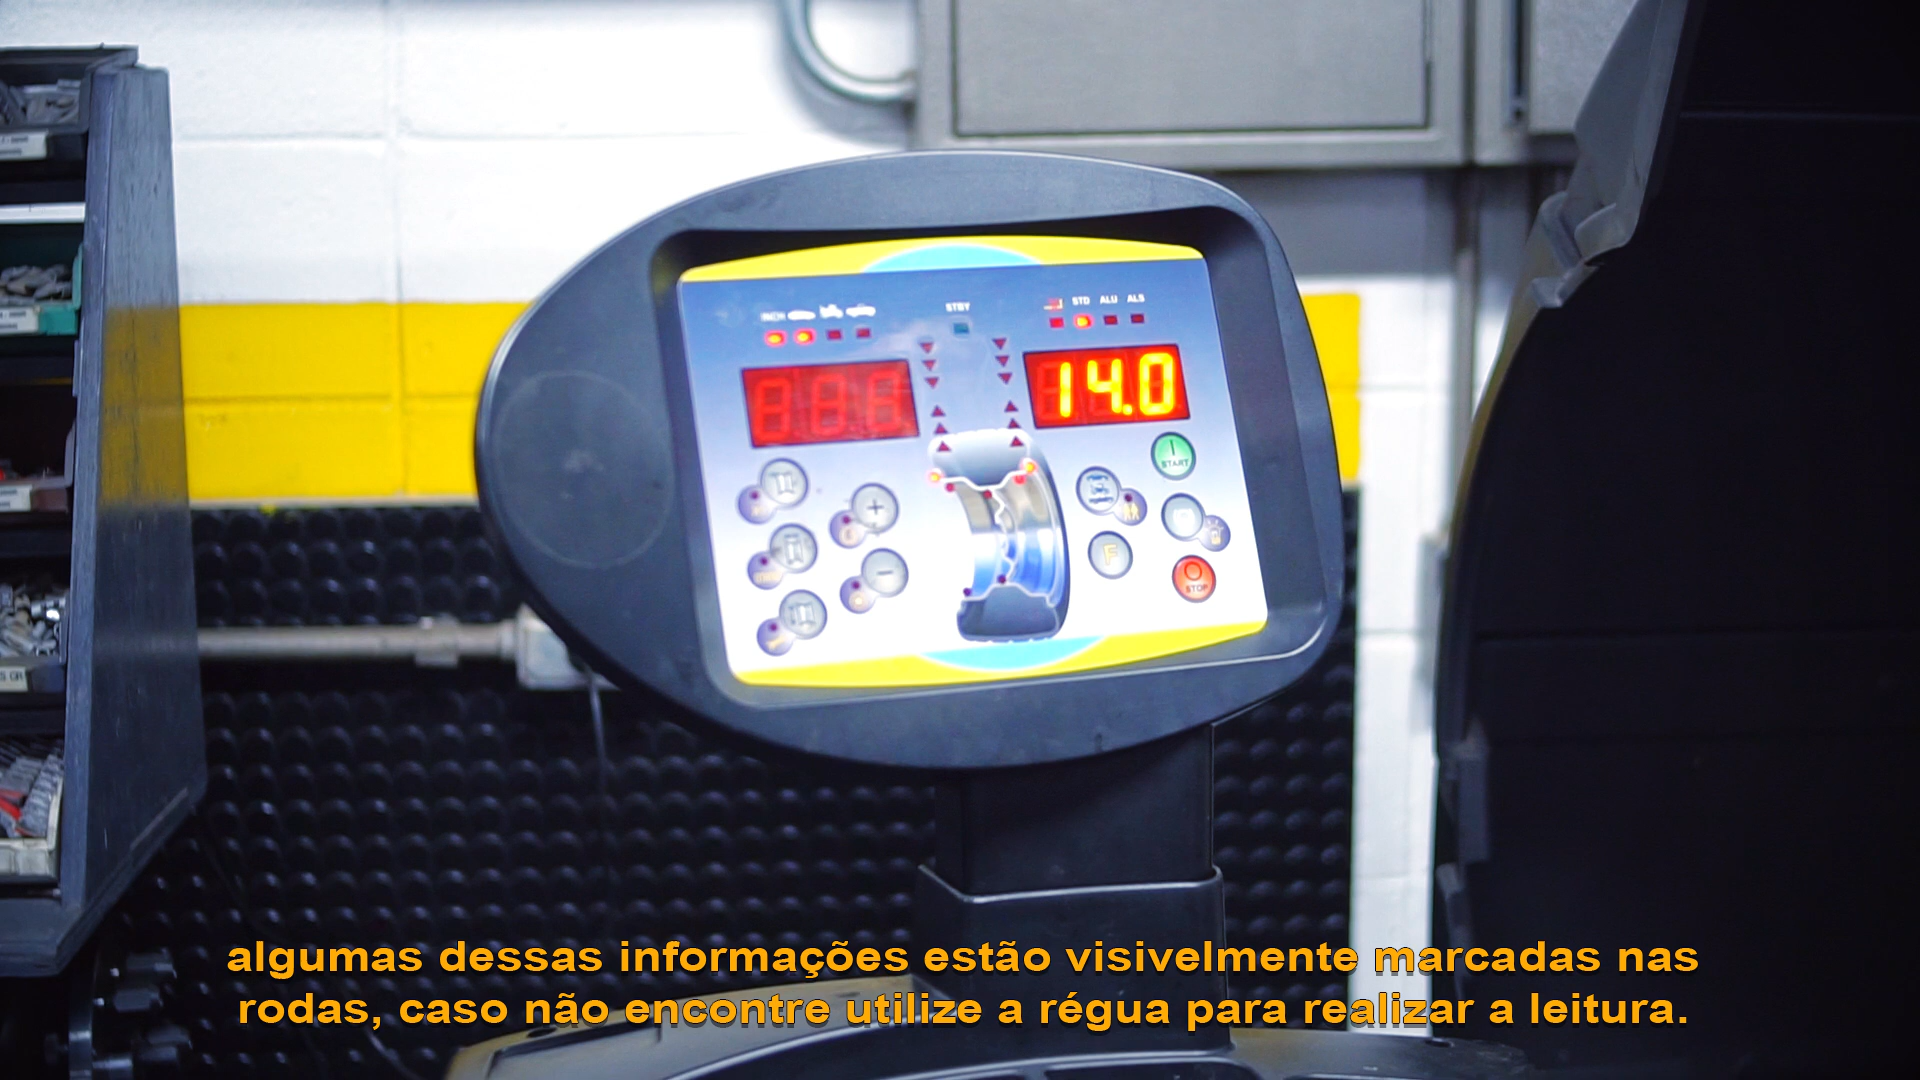 INCH
STBY
STD ALU ALS
14.0
START
+
-
F
STOP
algumas dessas informações estão visivelmente marcadas nas
rodas, caso não encontre utilize a régua para realizar a leitura.